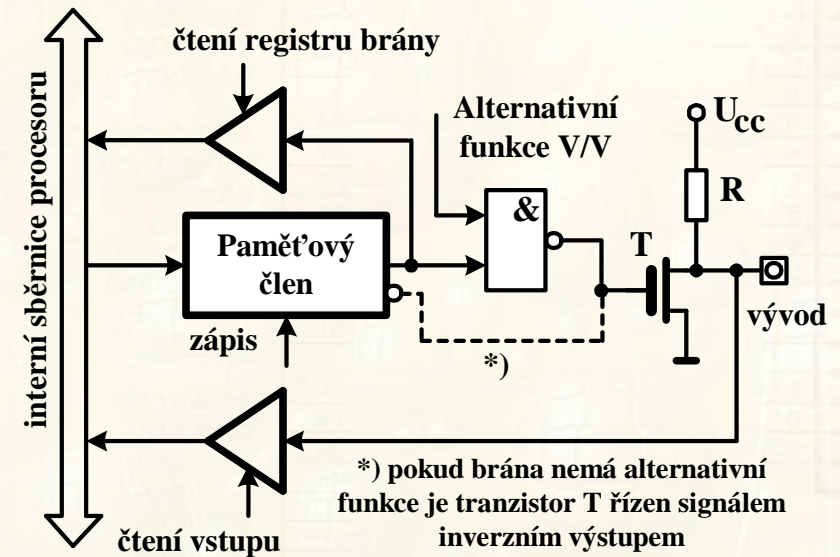 čtení registru brány
interní sběrnice procesoru
Alternativní
funkce V/V
Ucc
R
&
T
Paměťový
člen
vývod
zápis
*)
*) pokud brána nemá alternativní
funkce je tranzistor T řízen signálem
inverzním výstupem
čtení vstupu